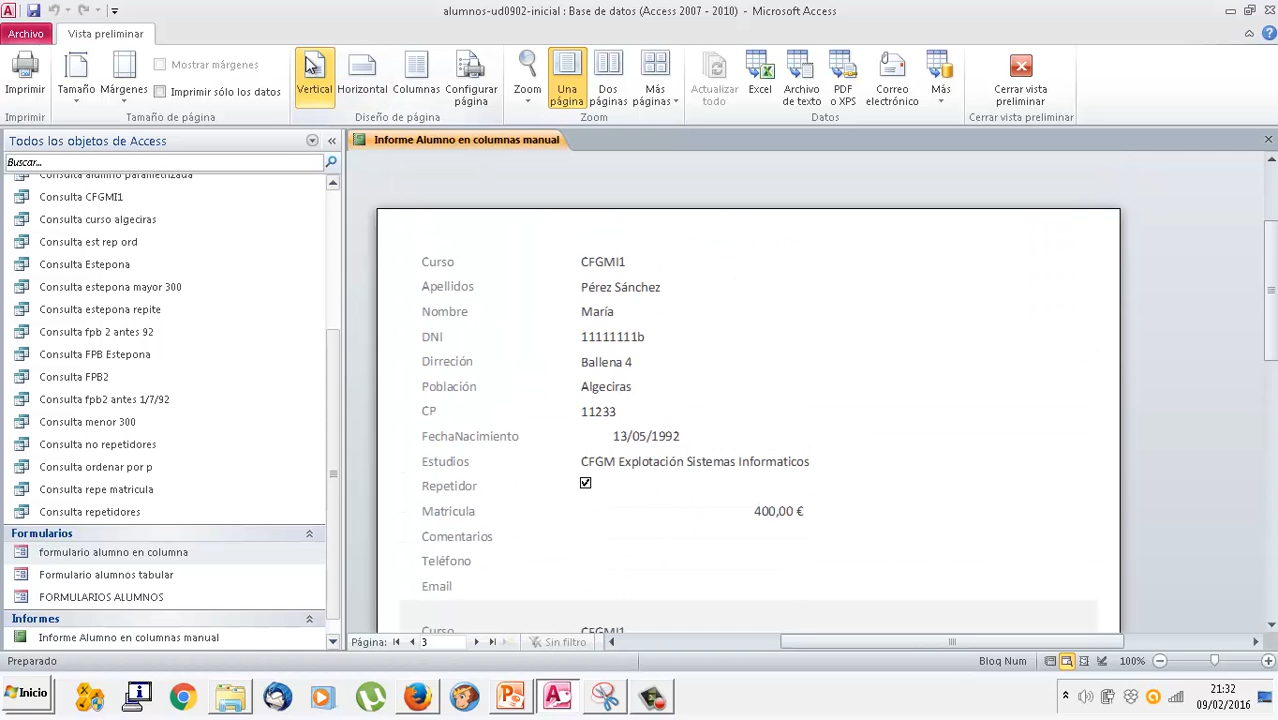 alumnos-ud0902-inicial : Base de datos (Access 2007 - 2010) - Microsoft Access
Archivo
Vista preliminar
Imprimir
Tamaño
Márgenes
Mostrar márgenes
Imprimir sólo los datos
Vertical
Horizontal
Columnas
Configurar página
Zoom
Una página
Dos páginas
Más páginas
Actualizar todo
Excel
Archivo de texto
PDF o XPS
Correo electrónico
Más
Cerrar vista preliminar
Imprimir
Tamaño de página
Diseño de página
Zoom
Datos
Cerrar vista preliminar
Todos los objetos de Access
Buscar...
Consulta alumno parametrizada
Consulta CFGMI1
Consulta curso algeciras
Consulta est rep ord
Consulta Estepona
Consulta estepona mayor 300
Consulta estepona repite
Consulta fpb 2 antes 92
Consulta FPB Estepona
Consulta FPB2
Consulta fpb2 antes 1/7/92
Consulta menor 300
Consulta no repetidores
Consulta ordenar por p
Consulta repe matricula
Consulta repetidores
Formularios
formulario alumno en columna
Formulario alumnos tabular
FORMULARIOS ALUMNOS
Informes
Informe Alumno en columnas manual
Informe Alumno en columnas manual
Curso CFGMI1
Apellidos Pérez Sánchez
Nombre María
DNI 11111111b
Dirreción Ballena 4
Población Algeciras
CP 11233
FechaNacimiento 13/05/1992
Estudios CFGM Explotación Sistemas Informaticos
Repetidor
Matricula 400,00 €
Comentarios
Teléfono
Email
Curso CFGMI1
Página: 3
Sin filtro
Preparado
Bloq Num
100%
Inicio
21:32
09/02/2016